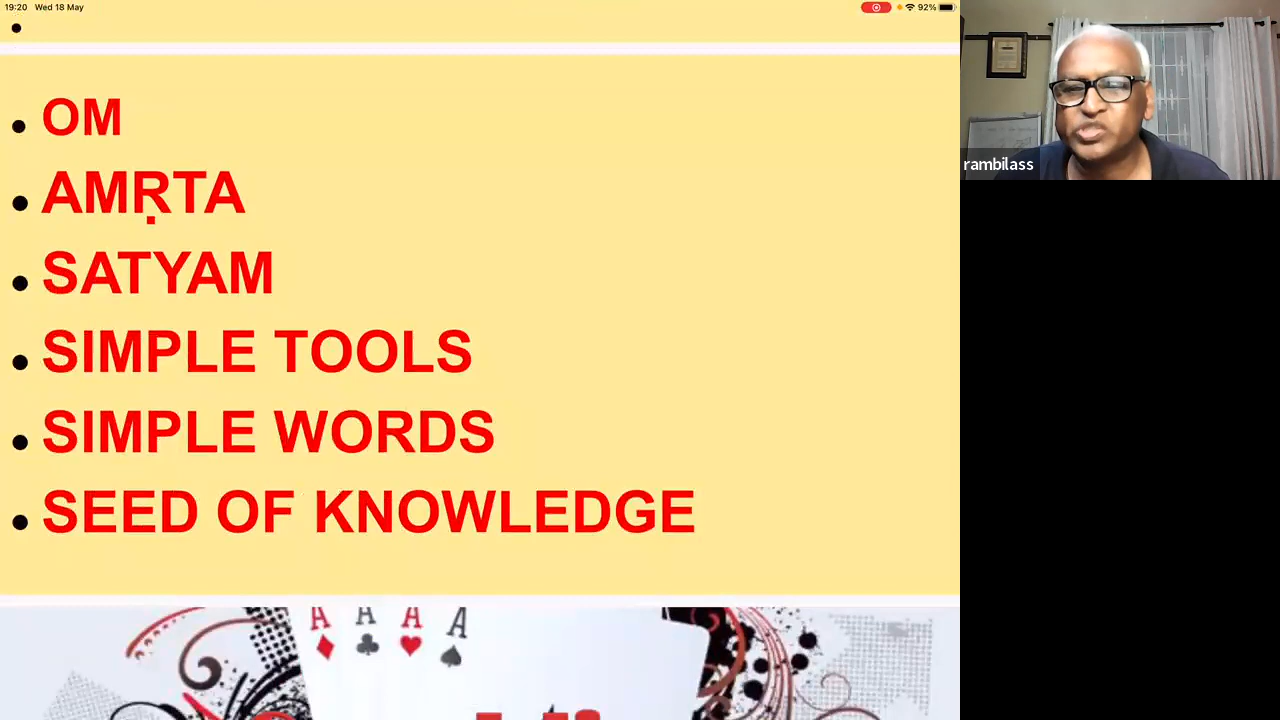 19:20 Wed 18 May
92%
OM
AMṚTA
SATYAM
SIMPLE TOOLS
SIMPLE WORDS
SEED OF KNOWLEDGE
A A A A
rambilass